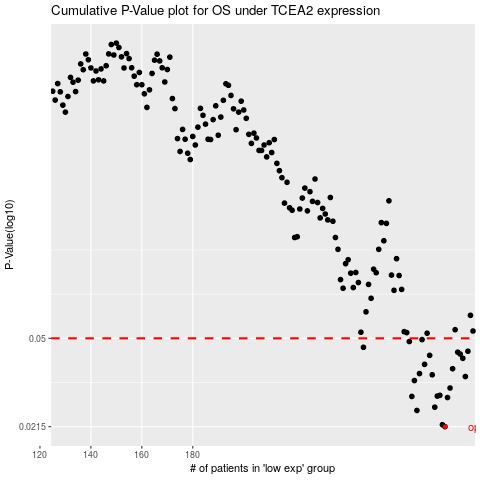 Cumulative P-Value plot for OS under TCEA2 expression
P-Value(log10)
0.05
0.0215
op
120 140 160 180
# of patients in 'low exp' group